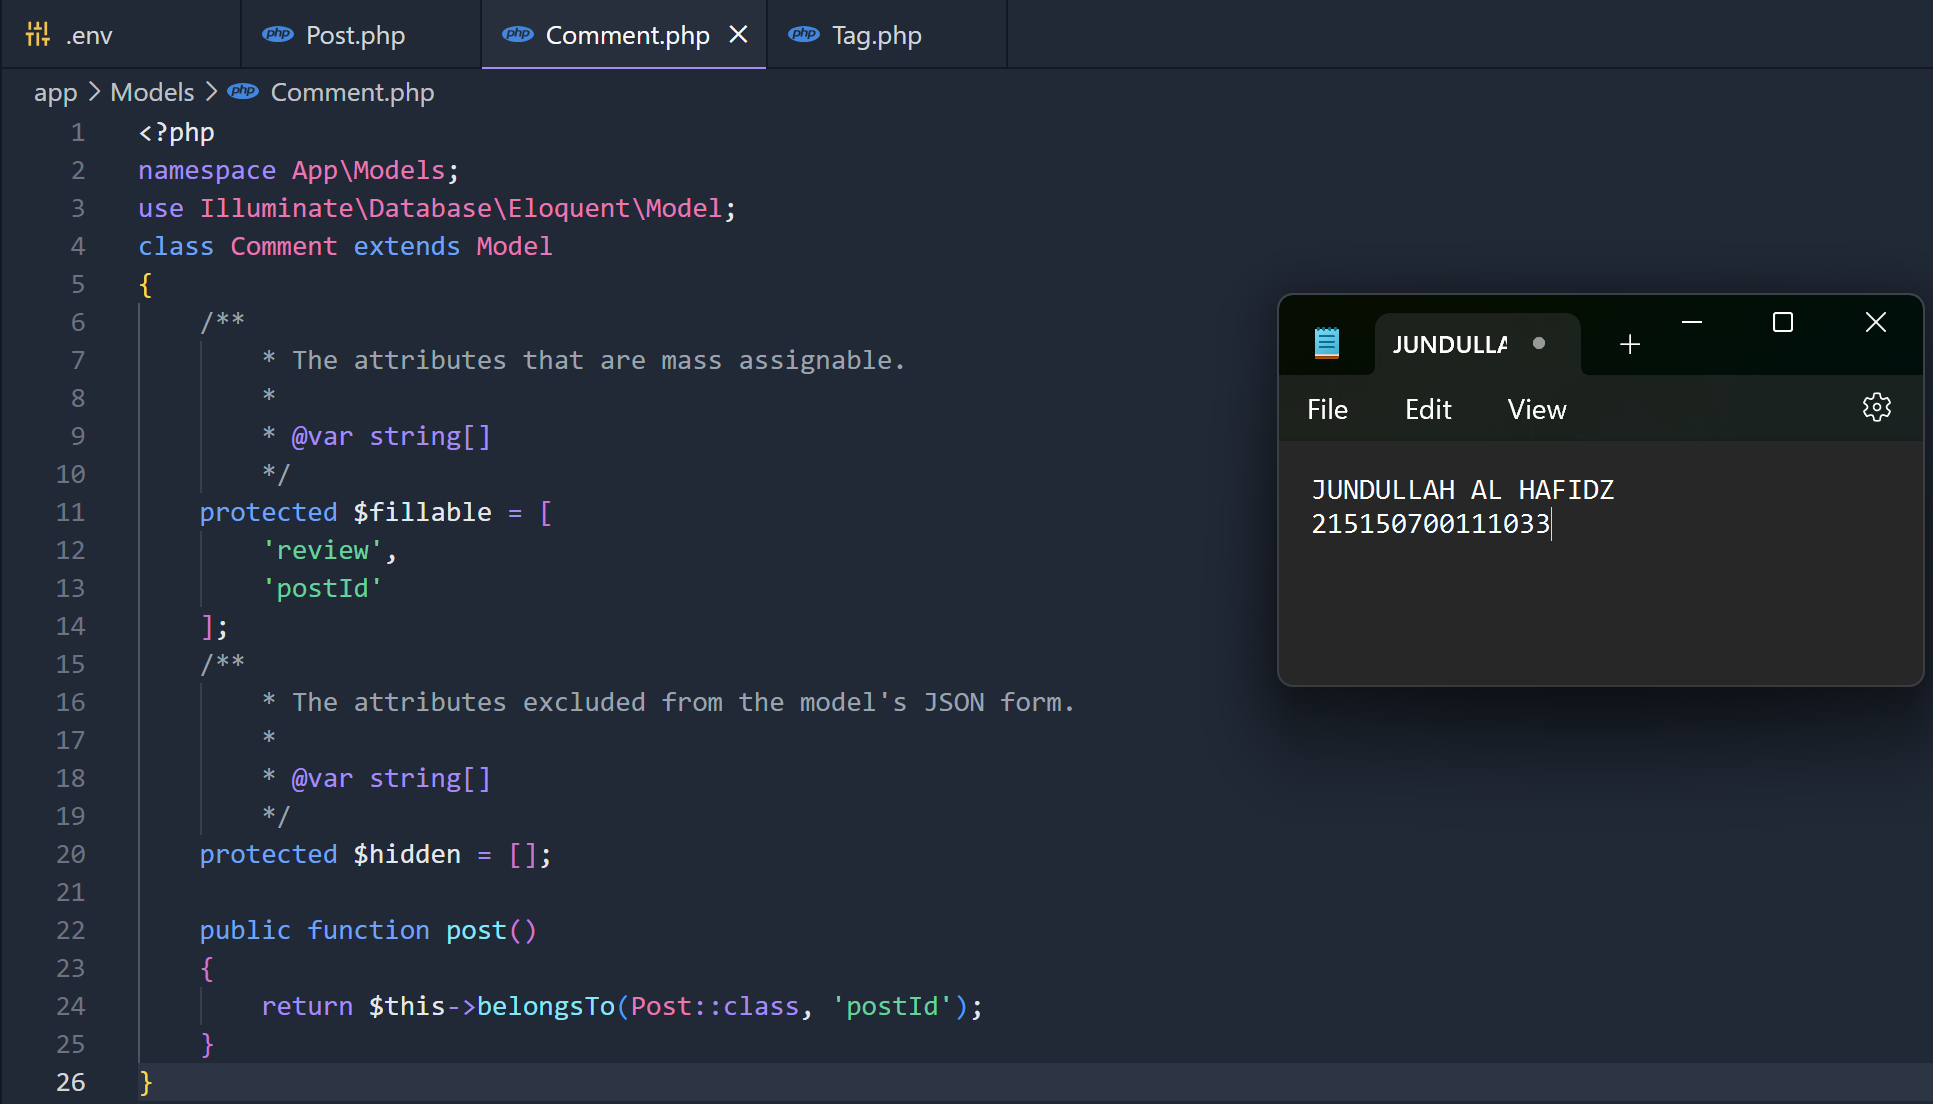 .env
Post.php
Comment.php
Tag.php
app > Models > Comment.php
1 <?php
2 namespace App\Models;
3 use Illuminate\Database\Eloquent\Model;
4 class Comment extends Model
5 {
6     /**
7         * The attributes that are mass assignable.
8         *
9         * @var string[]
10         */
11     protected $fillable = [
12         'review',
13         'postId'
14     ];
15     /**
16         * The attributes excluded from the model's JSON form.
17         *
18         * @var string[]
19         */
20     protected $hidden = [];
21
22     public function post()
23     {
24         return $this->belongsTo(Post::class, 'postId');
25     }
26 }
JUNDULLA
File Edit View
JUNDULLAH AL HAFIDZ
215150700111033